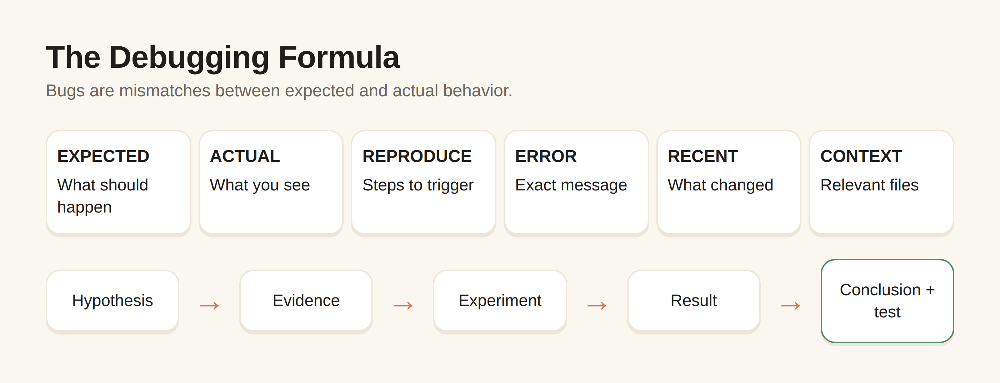 The Debugging Formula
Bugs are mismatches between expected and actual behavior.
EXPECTED
What should
happen
ACTUAL
What you see
REPRODUCE
Steps to trigger
ERROR
Exact message
RECENT
What changed
CONTEXT
Relevant files
Hypothesis
→
Evidence
→
Experiment
→
Result
→
Conclusion +
test